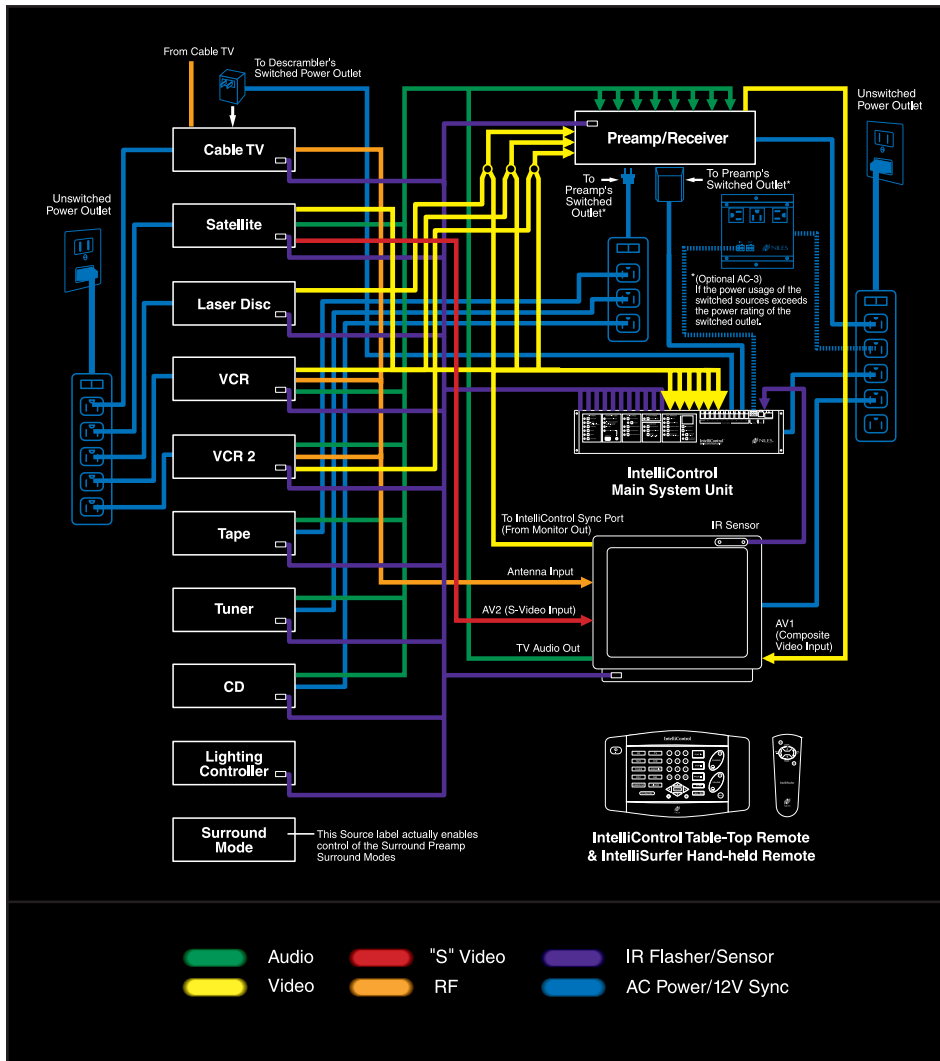 From Cable TV
To Descrambler's
Switched Power Outlet
Unswitched
Power Outlet
Cable TV
Preamp/Receiver
To
Preamp's
Switched
Outlet*
To Preamp's
Switched Outlet*
Unswitched
Power Outlet
Satellite
NILES
*(Optional AC-3)
If the power usage of the
switched sources exceeds
the power rating of the
switched outlet.
Laser Disc
VCR
IntelliControl
NILES
VCR 2
IntelliControl
Main System Unit
Tape
To IntelliControl Sync Port
(From Monitor Out)
IR Sensor
Antenna Input
Tuner
AV2 (S-Video Input)
AV1
(Composite
Video Input)
TV Audio Out
CD
Lighting
Controller
IntelliControl
Surround
Mode
This Source label actually enables
control of the Surround Preamp
Surround Modes
IntelliControl Table-Top Remote
& IntelliSurfer Hand-held Remote
Audio
"S" Video
IR Flasher/Sensor
Video
RF
AC Power/12V Sync